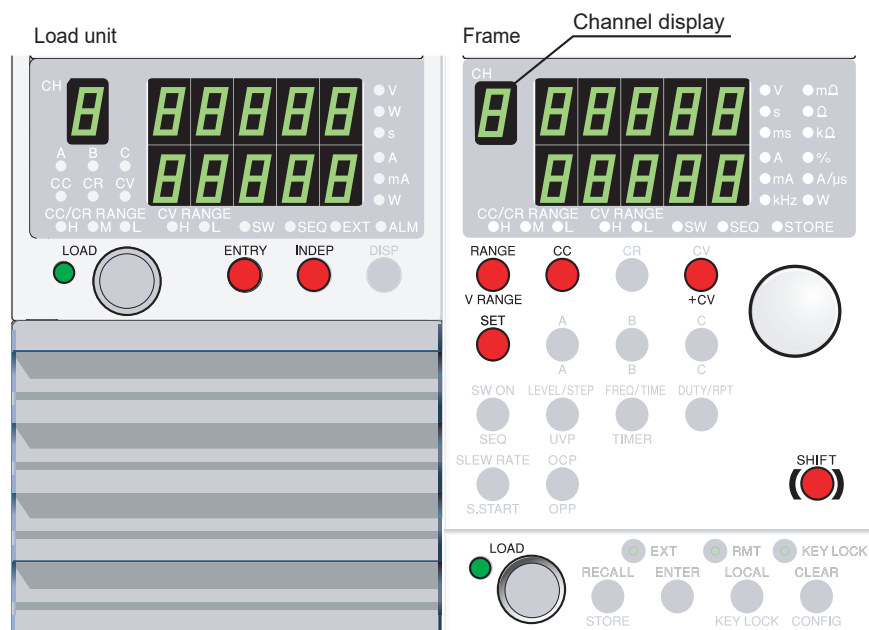 Load unit
Frame
Channel display
CH
V
W
s
A B C
A
mA
W
CC CR CV
CC/CR RANGE CV RANGE
H M L H L SW SEQ EXT ALM
LOAD ENTRY INDEP DISP
CH
V mΩ
s Ω
ms kΩ
A %
mA A/µs
kHz W
CC/CR RANGE CV RANGE
H M L H L SW SEQ STORE
RANGE CC CR CV
V RANGE +CV
SET A B C
A B C
SW ON LEVEL/STEP FREQ/TIME DUTY/RPT
SEQ UVP TIMER
SLEW RATE OCP SHIFT
S.START OPP
LOAD EXT RMT KEY LOCK
RECALL ENTER LOCAL CLEAR
STORE KEY LOCK CONFIG